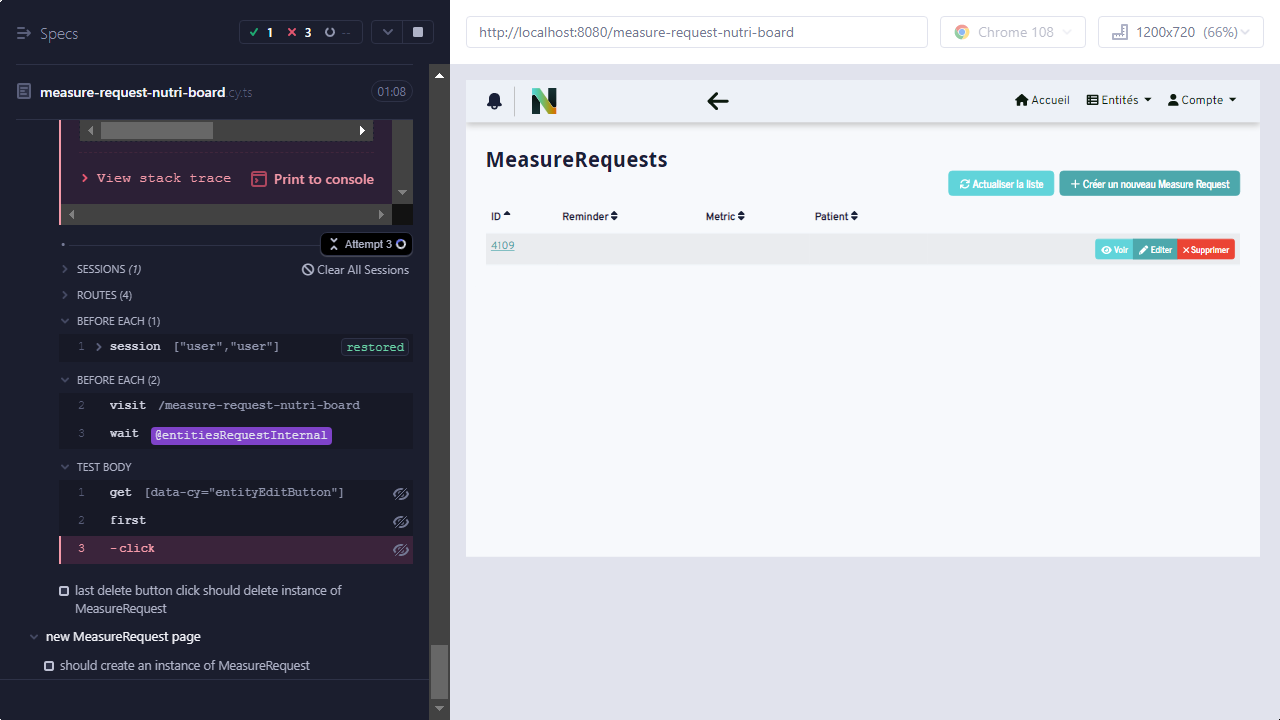 Specs
1
3
--
measure-request-nutri-board.cy.ts
01:08
View stack trace
Print to console
Attempt 3
SESSIONS (1)
Clear All Sessions
ROUTES (4)
BEFORE EACH (1)
1 session ["user","user"] restored
BEFORE EACH (2)
2 visit /measure-request-nutri-board
3 wait @entitiesRequestInternal
TEST BODY
1 get [data-cy="entityEditButton"]
2 first
3 -click
last delete button click should delete instance of
MeasureRequest
new MeasureRequest page
should create an instance of MeasureRequest
http://localhost:8080/measure-request-nutri-board
Chrome 108
1200x720 (66%)
N
Accueil
Entités
Compte
MeasureRequests
Actualiser la liste
Créer un nouveau Measure Request
ID
Reminder
Metric
Patient
4109
Voir
Editer
Supprimer